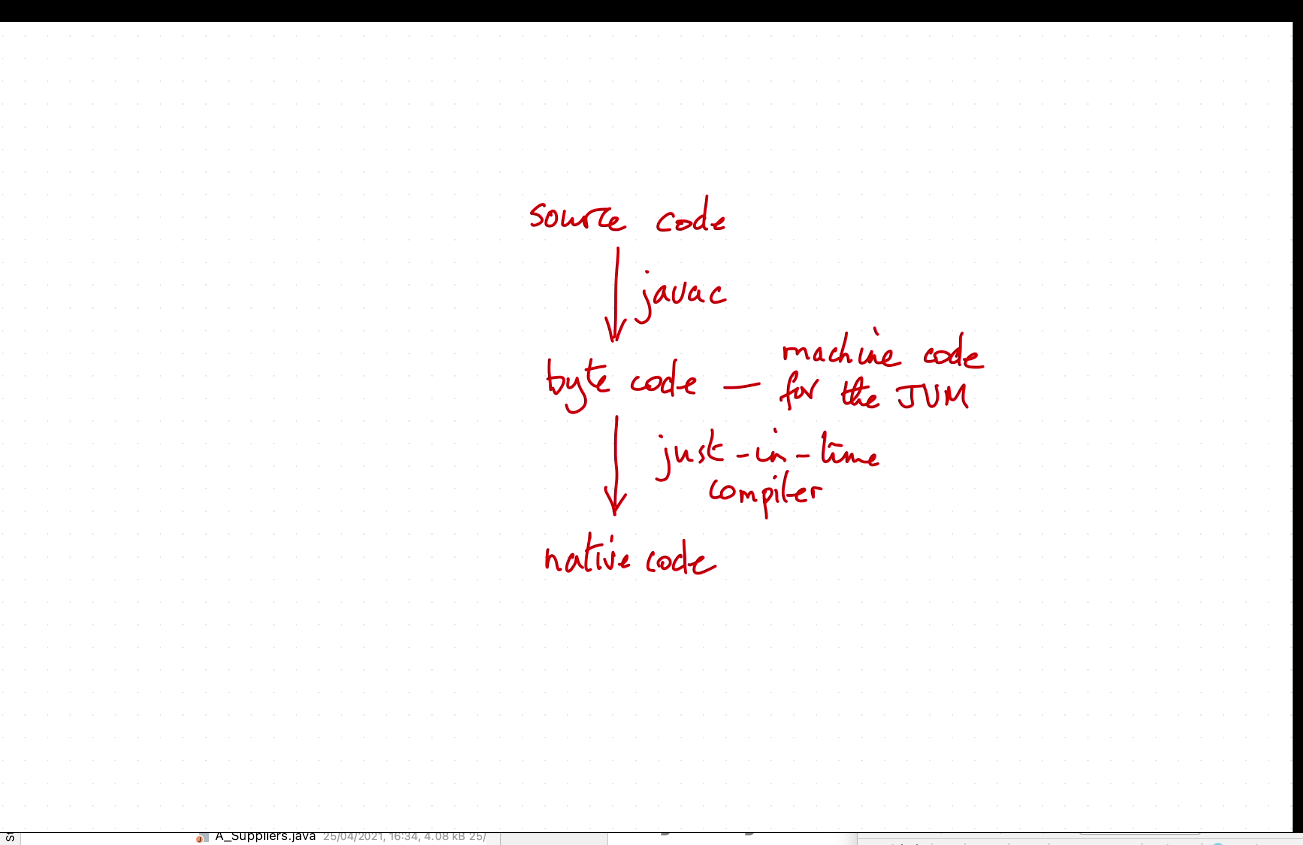 source code
javac
byte code — machine code
for the JVM
just-in-time
compiler
native code
A_Suppliers.java 25/04/2021, 16:34, 4.08 kB 25/